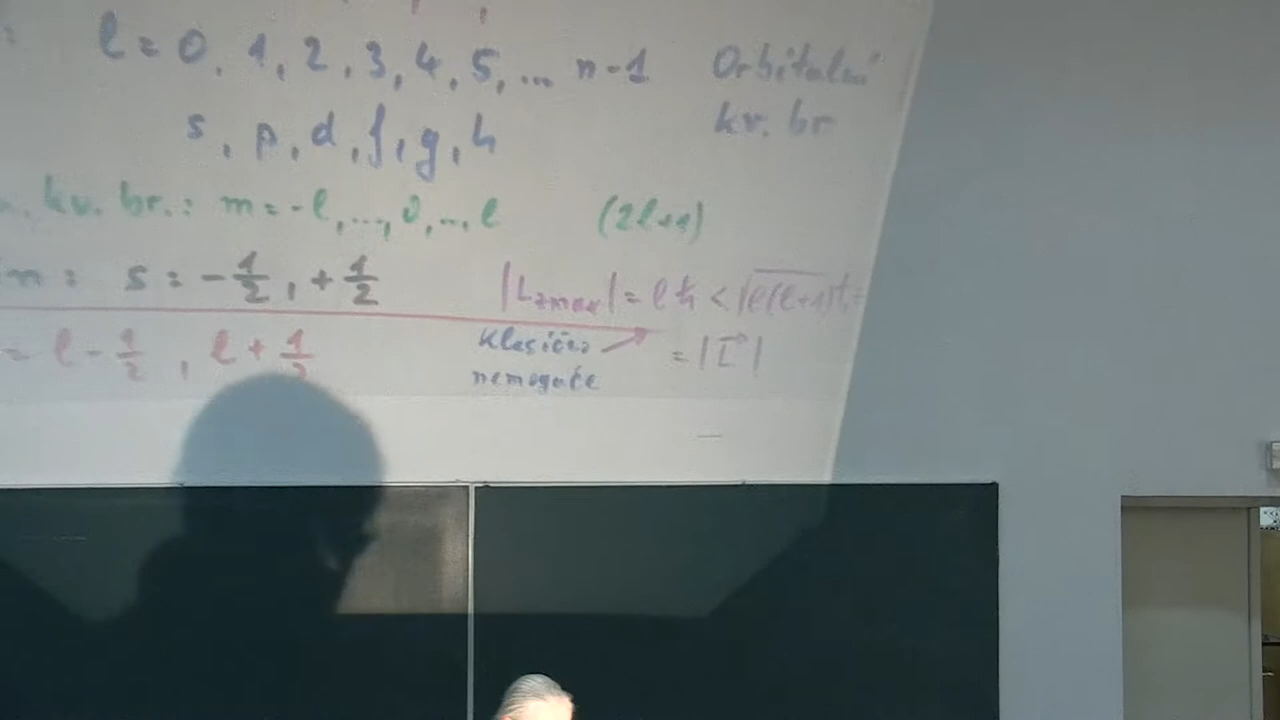 : l = 0, 1, 2, 3, 4, 5, ... n-1 Orbitalni
s, p, d, f, g, h kv. br
kv. br.: m = -l, ..., 0, ..., l (2l+1)
m: s = -1/2, +1/2 |Lzmax| = lℏ < √l(l+1)ℏ =
= l - 1/2, l + 1/2 Klasično = |L⃗|
nemoguće